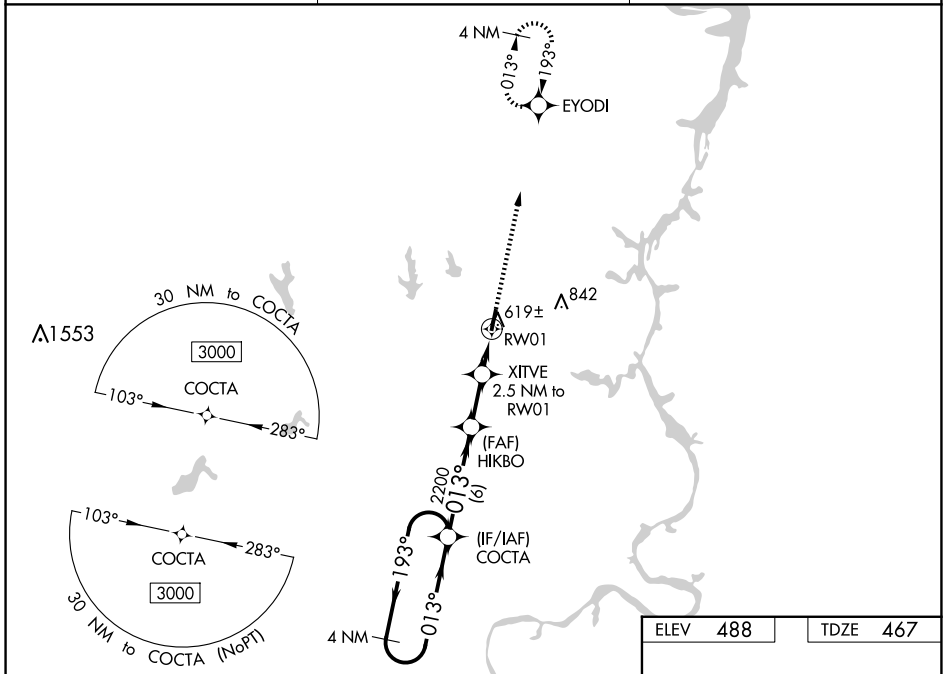 4 NM
013°
193°
EYODI
30 NM to COCTA
1553
3000
COCTA
103°
283°
842
619±
RW01
XITVE
2.5 NM to
RW01
(FAF)
HIKBO
2200
013°
(6)
(IF/IAF)
COCTA
193°
013°
4 NM
103°
283°
COCTA
3000
30 NM to COCTA (NoPT)
ELEV 488
TDZE 467